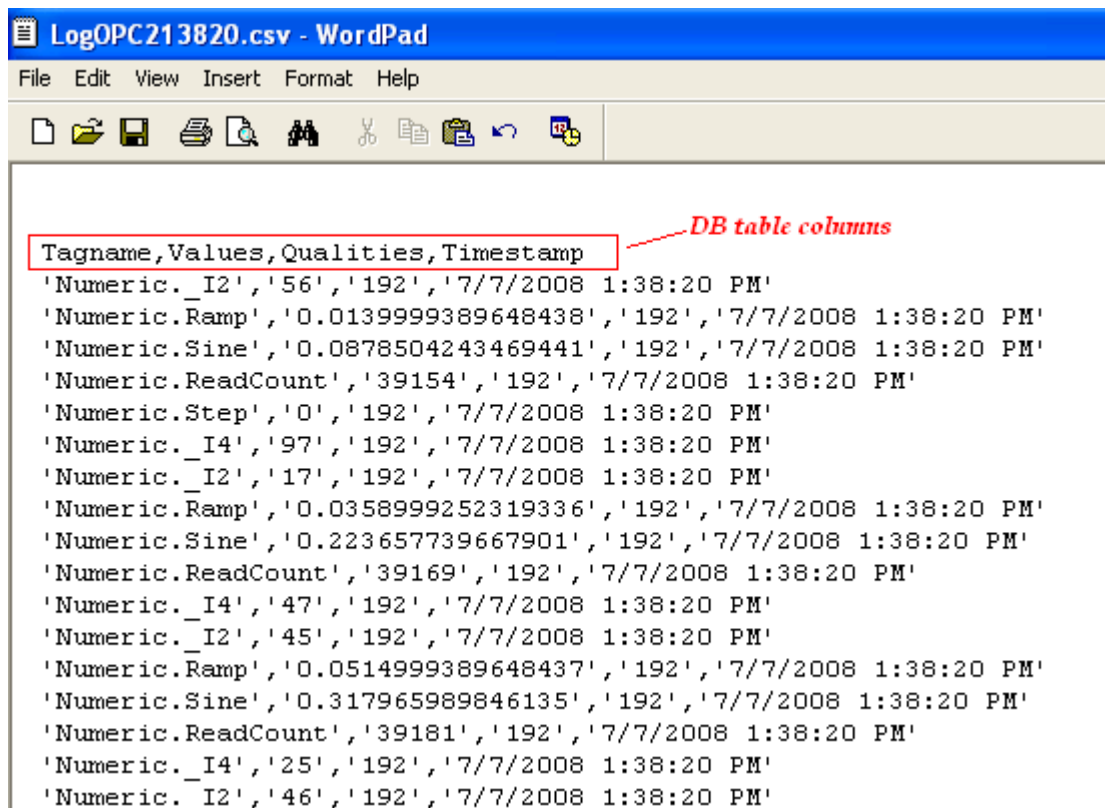 LogOPC213820.csv - WordPad
File Edit View Insert Format Help
DB table columns
Tagname,Values,Qualities,Timestamp
'Numeric._I2','56','192','7/7/2008 1:38:20 PM'
'Numeric.Ramp','0.0139999389648438','192','7/7/2008 1:38:20 PM'
'Numeric.Sine','0.0878504243469441','192','7/7/2008 1:38:20 PM'
'Numeric.ReadCount','39154','192','7/7/2008 1:38:20 PM'
'Numeric.Step','0','192','7/7/2008 1:38:20 PM'
'Numeric._I4','97','192','7/7/2008 1:38:20 PM'
'Numeric._I2','17','192','7/7/2008 1:38:20 PM'
'Numeric.Ramp','0.0358999252319336','192','7/7/2008 1:38:20 PM'
'Numeric.Sine','0.223657739667901','192','7/7/2008 1:38:20 PM'
'Numeric.ReadCount','39169','192','7/7/2008 1:38:20 PM'
'Numeric._I4','47','192','7/7/2008 1:38:20 PM'
'Numeric._I2','45','192','7/7/2008 1:38:20 PM'
'Numeric.Ramp','0.0514999389648437','192','7/7/2008 1:38:20 PM'
'Numeric.Sine','0.317965989846135','192','7/7/2008 1:38:20 PM'
'Numeric.ReadCount','39181','192','7/7/2008 1:38:20 PM'
'Numeric._I4','25','192','7/7/2008 1:38:20 PM'
'Numeric._I2','46','192','7/7/2008 1:38:20 PM'